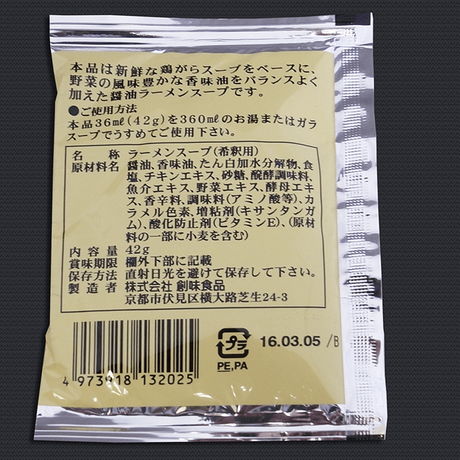 本品は新鮮な鶏がらスープをベースに、
野菜の風味豊かな香味油をバランスよく
加えた醤油ラーメンスープです。
●ご使用方法
本品36㎖(42g)を360㎖のお湯またはガラ
スープでうすめてご使用下さい。
名 称 ラーメンスープ(希釈用)
原材料名 醤油、香味油、たん白加水分解物、食
塩、チキンエキス、砂糖、醗酵調味料、
魚介エキス、野菜エキス、酵母エキ
ス、香辛料、調味料(アミノ酸等)、カ
ラメル色素、増粘剤(キサンタンガ
ム)、酸化防止剤(ビタミンE)、(原材
料の一部に小麦を含む)
内 容 量 42g
賞味期限 欄外下部に記載
保存方法 直射日光を避けて保存して下さい。
製 造 者 株式会社 創味食品
京都市伏見区横大路芝生24-3
プラ
PE,PA
16.03.05 /B
4 973918 132025